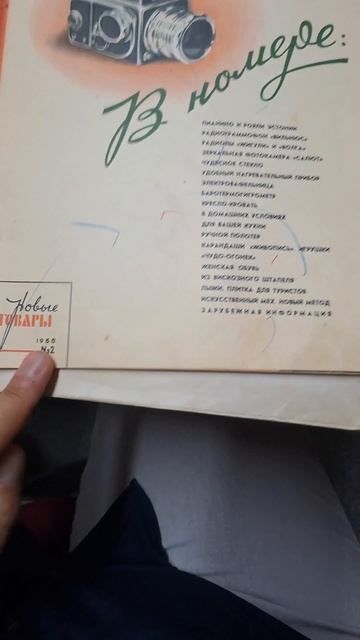 В номере:
ПИАНИНО И РОЯЛИ ЭСТОНИИ
РАДИОГРАММОФОН «ВИЛЬНЮС»
РАДИОЛЫ «ЖИГУЛИ» И «ВОЛГА»
ЗЕРКАЛЬНАЯ ФОТОКАМЕРА «САЛЮТ»
ЧУДЕСНОЕ СТЕКЛО
УДОБНЫЙ НАГРЕВАТЕЛЬНЫЙ ПРИБОР
ЭЛЕКТРОВАФЕЛЬНИЦА
БАРОТЕРМОГИГРОМЕТР
КРЕСЛО-КРОВАТЬ
В ДОМАШНИХ УСЛОВИЯХ
ДЛЯ ВАШЕЙ КУХНИ
РУЧНОЙ ПОЛОТЕР
КАРАНДАШИ «ЖИВОПИСЬ». ИГРУШКИ
«ЧУДО-ОГОНЕК»
ЖЕНСКАЯ ОБУВЬ
ИЗ ВИСКОЗНОГО ШТАПЕЛЯ
ЛЫЖИ. ПЛИТКА ДЛЯ ТУРИСТОВ
ИСКУССТВЕННЫЙ МЕХ. НОВЫЙ МЕТОД
ЗАРУБЕЖНАЯ ИНФОРМАЦИЯ
Новые
ТОВАРЫ
№2